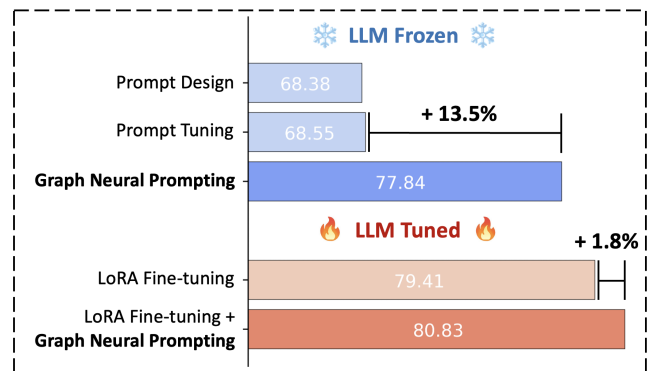 LLM Frozen
Prompt Design
68.38
Prompt Tuning
68.55
+ 13.5%
Graph Neural Prompting
77.84
LLM Tuned
+ 1.8%
LoRA Fine-tuning
79.41
LoRA Fine-tuning +
Graph Neural Prompting
80.83